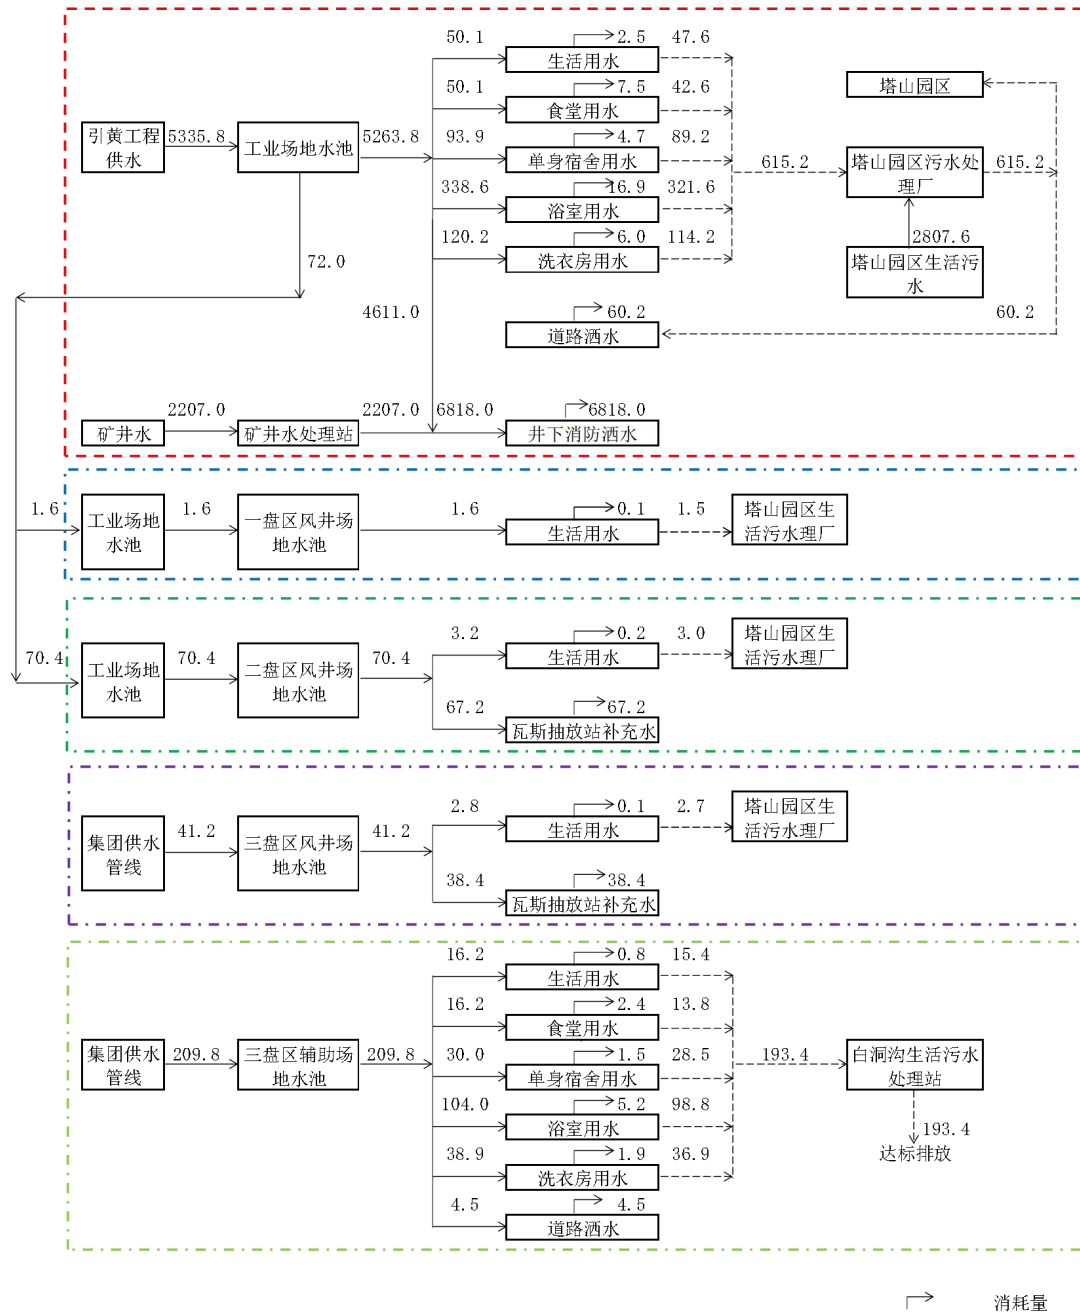 50.1
2.5
47.6
生活用水
50.1
7.5
42.6
食堂用水
塔山园区
引黄工程
供水
5335.8
工业场地水池
5263.8
93.9
4.7
89.2
单身宿舍用水
615.2
塔山园区污水处
理厂
615.2
338.6
16.9
321.6
浴室用水
120.2
6.0
114.2
洗衣房用水
2807.6
塔山园区生活污
水
72.0
4611.0
60.2
道路洒水
60.2
矿井水
2207.0
矿井水处理站
2207.0
6818.0
6818.0
井下消防洒水
1.6
工业场地
水池
1.6
一盘区风井场
地水池
1.6
0.1
生活用水
1.5
塔山园区生
活污水理厂
70.4
工业场地
水池
70.4
二盘区风井场
地水池
70.4
3.2
0.2
生活用水
3.0
塔山园区生
活污水理厂
67.2
67.2
瓦斯抽放站补充水
集团供水
管线
41.2
三盘区风井场
地水池
41.2
2.8
0.1
生活用水
2.7
塔山园区生
活污水理厂
38.4
38.4
瓦斯抽放站补充水
16.2
0.8
15.4
生活用水
16.2
2.4
13.8
食堂用水
集团供水
管线
209.8
三盘区辅助场
地水池
209.8
30.0
1.5
28.5
单身宿舍用水
193.4
白洞沟生活污水
处理站
104.0
5.2
98.8
浴室用水
193.4
达标排放
38.9
1.9
36.9
洗衣房用水
4.5
4.5
道路洒水
消耗量